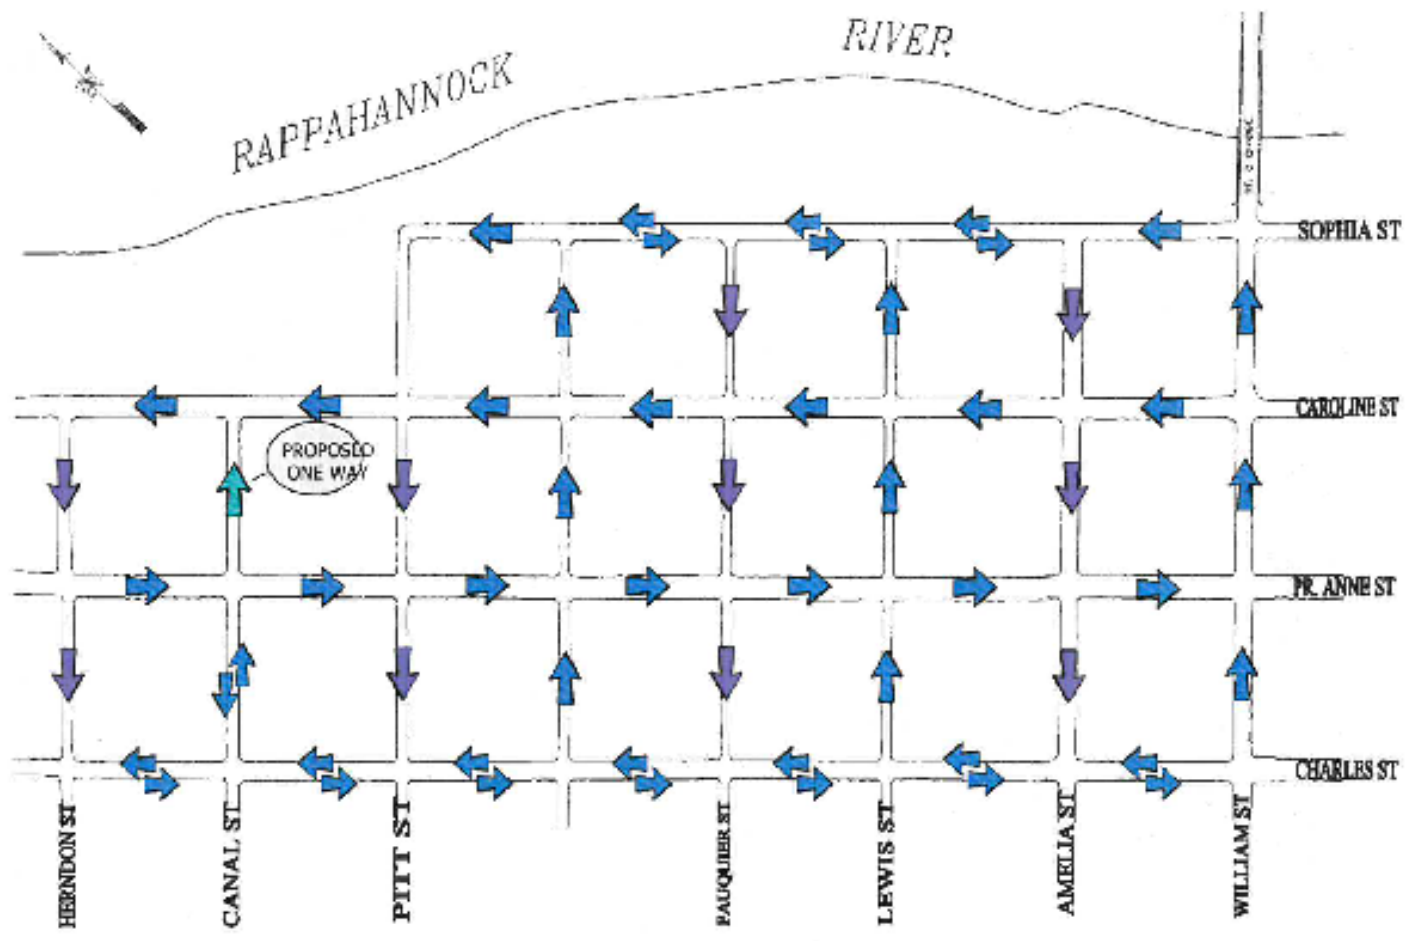 RAPPAHANNOCK
RIVER
SOPHIA ST
CAROLINE ST
PROPOSED
ONE WAY
PR. ANNE ST
CHARLES ST
HERNDON ST
CANAL ST
PITT ST
FAUQUIER ST
LEWIS ST
AMELIA ST
WILLIAM ST